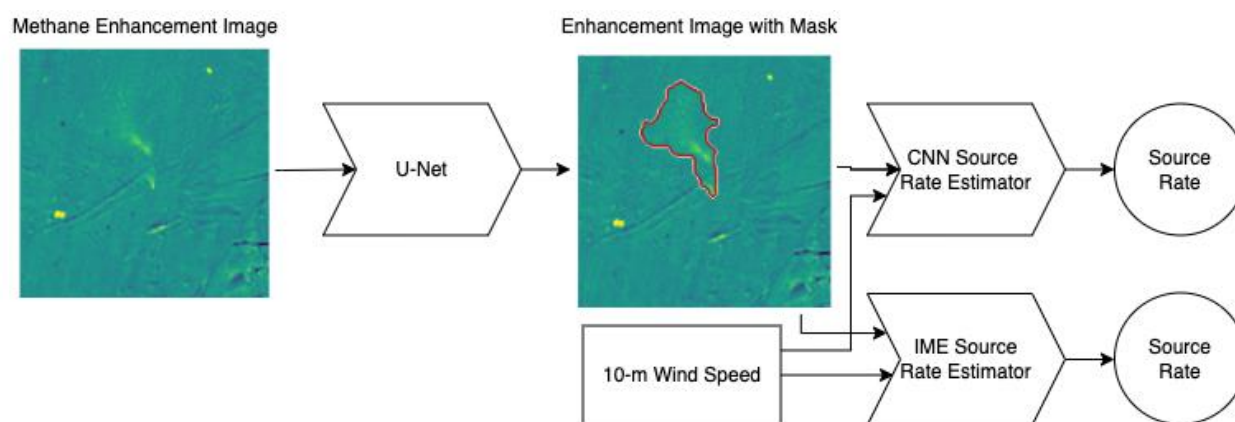 Methane Enhancement Image
Enhancement Image with Mask
U-Net
CNN Source
Rate Estimator
Source
Rate
10-m Wind Speed
IME Source
Rate Estimator
Source
Rate